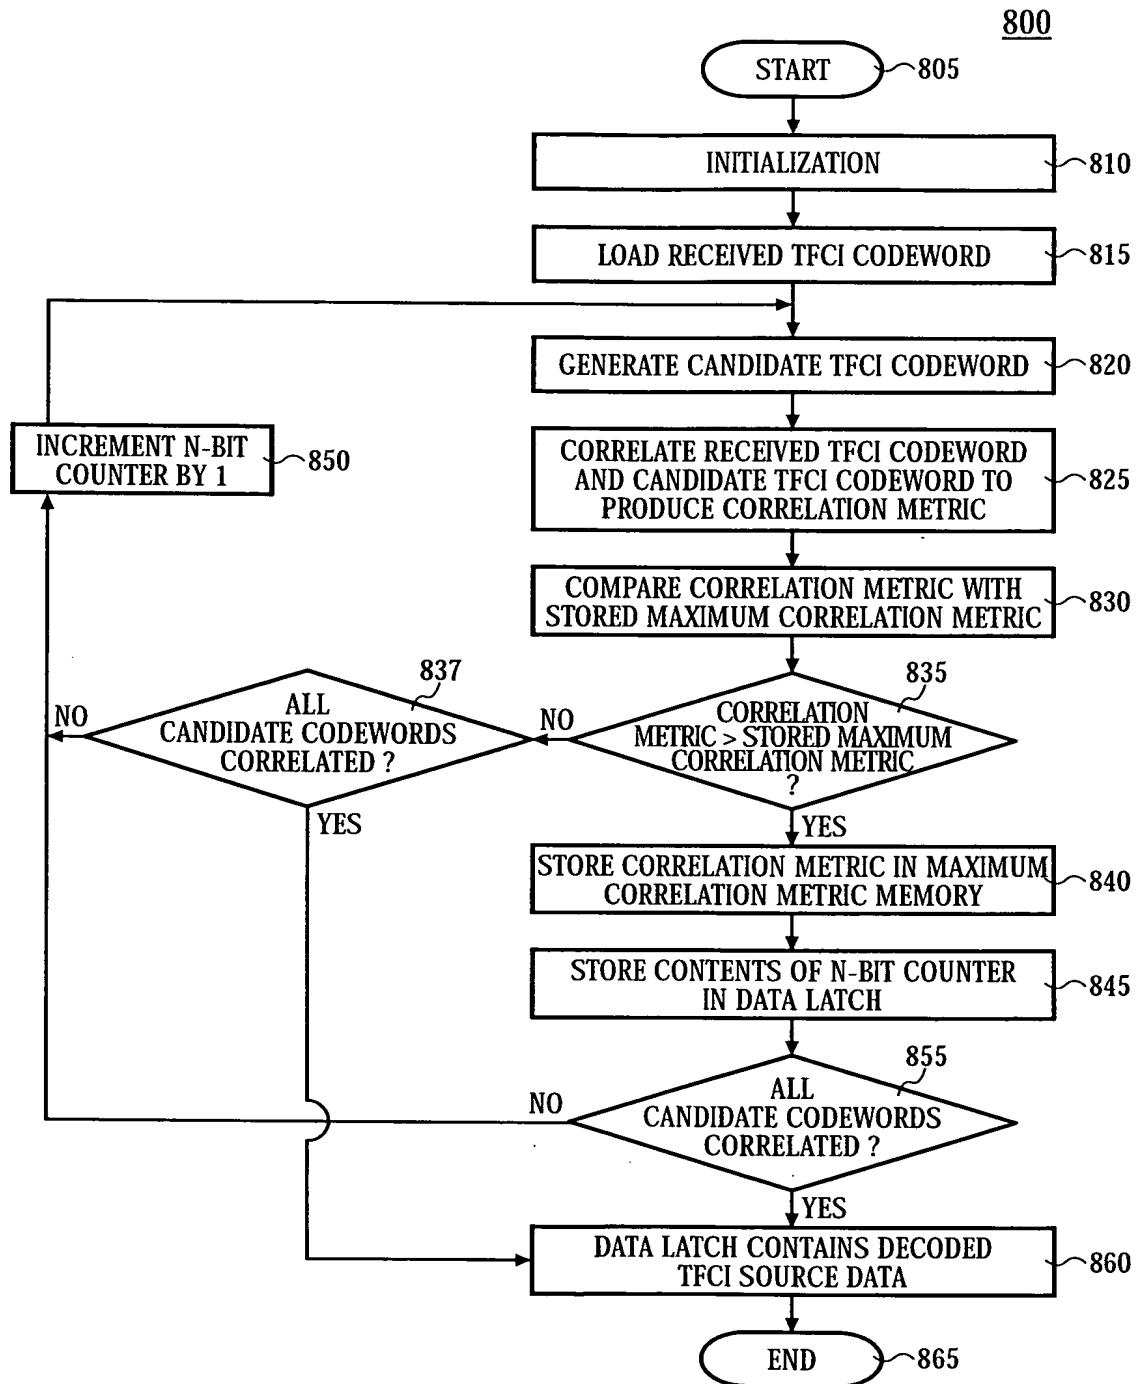 800
START
805
INITIALIZATION
810
LOAD RECEIVED TFCI CODEWORD
815
GENERATE CANDIDATE TFCI CODEWORD
820
INCREMENT N-BIT
COUNTER BY 1
850
CORRELATE RECEIVED TFCI CODEWORD
AND CANDIDATE TFCI CODEWORD TO
PRODUCE CORRELATION METRIC
825
COMPARE CORRELATION METRIC WITH
STORED MAXIMUM CORRELATION METRIC
830
837
ALL
CANDIDATE CODEWORDS
CORRELATED ?
NO
YES
835
CORRELATION
METRIC > STORED MAXIMUM
CORRELATION METRIC
?
NO
YES
STORE CORRELATION METRIC IN MAXIMUM
CORRELATION METRIC MEMORY
840
STORE CONTENTS OF N-BIT COUNTER
IN DATA LATCH
845
855
ALL
CANDIDATE CODEWORDS
CORRELATED ?
NO
YES
DATA LATCH CONTAINS DECODED
TFCI SOURCE DATA
860
END
865